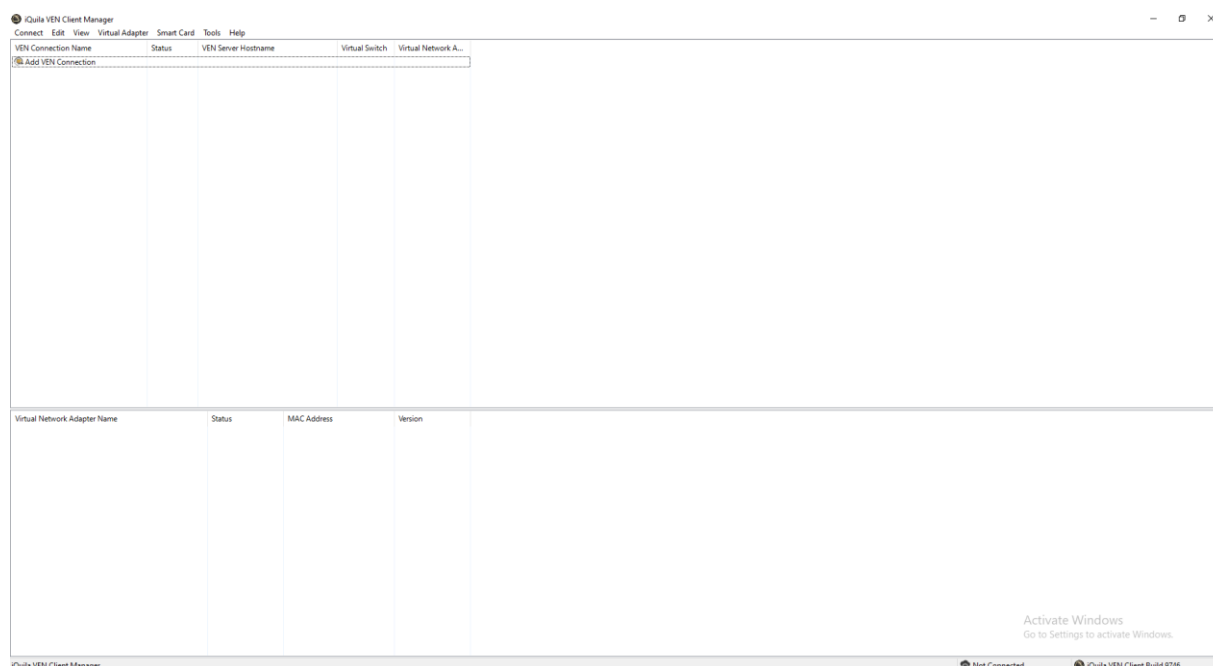 iQuila VEN Client Manager
Connect Edit View Virtual Adapter Smart Card Tools Help
VEN Connection Name Status VEN Server Hostname Virtual Switch Virtual Network A...
Add VEN Connection
Virtual Network Adapter Name Status MAC Address Version
Activate Windows
Go to Settings to activate Windows.
iQuila VEN Client Manager Not Connected iQuila VEN Client Build 9746